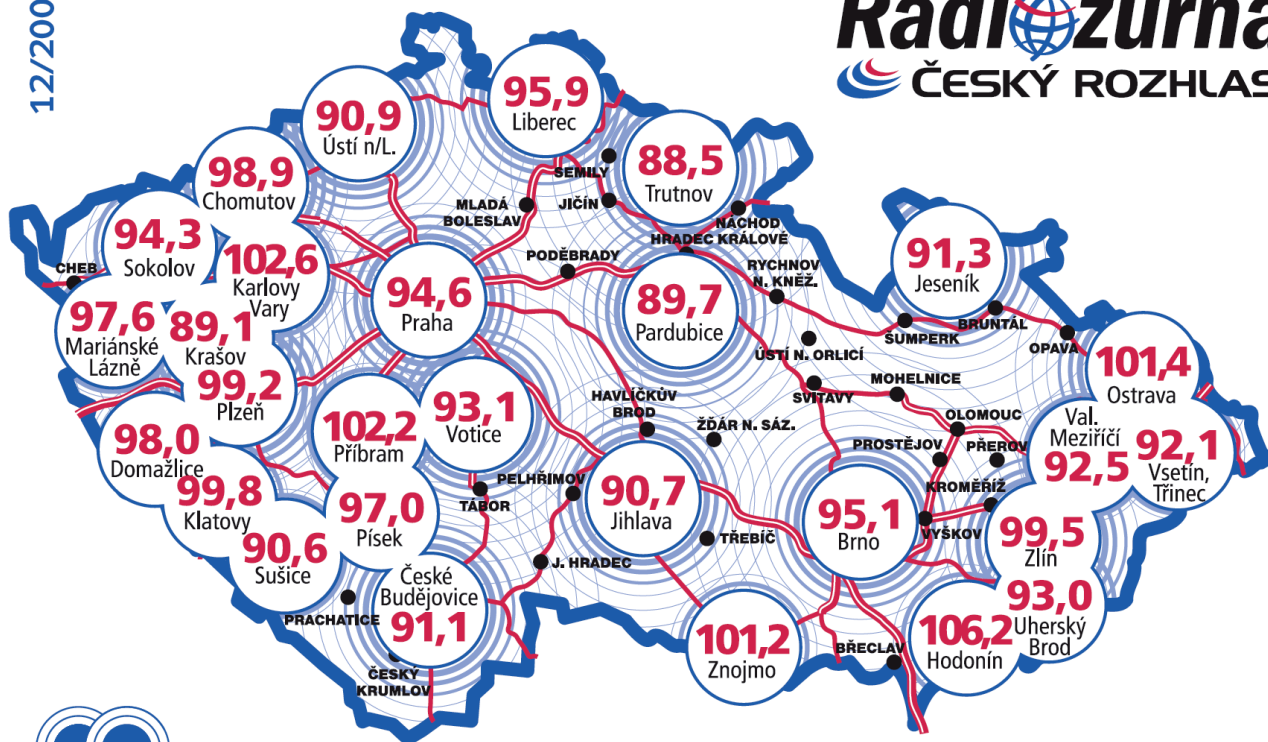 12/200
Radiožurná
ČESKÝ ROZHLAS
90,9
Ústí n/L.
95,9
Liberec
98,9
Chomutov
88,5
Trutnov
SEMILY
JIČÍN
MLADÁ
BOLESLAV
NÁCHOD
HRADEC KRÁLOVÉ
94,3
Sokolov
102,6
Karlovy
Vary
CHEB
PODĚBRADY
RYCHNOV
N. KNĚŽ.
91,3
Jeseník
94,6
Praha
89,7
Pardubice
97,6
Mariánské
Lázně
89,1
Krašov
ŠUMPERK
BRUNTÁL
OPAVA
ÚSTÍ N. ORLICÍ
101,4
Ostrava
99,2
Plzeň
MOHELNICE
SVITAVY
HAVLÍČKŮV
BROD
93,1
Votice
102,2
Příbram
ŽĎÁR N. SÁZ.
OLOMOUC
PROSTĚJOV
PŘEROV
Val.
Meziříčí
92,5
92,1
Vsetín,
Třinec
98,0
Domažlice
99,8
Klatovy
97,0
Písek
PELHŘIMOV
TÁBOR
90,7
Jihlava
KROMĚŘÍŽ
95,1
Brno
VYŠKOV
99,5
Zlín
90,6
Sušice
TŘEBÍČ
J. HRADEC
České
Budějovice
91,1
PRACHATICE
ČESKÝ
KRUMLOV
101,2
Znojmo
BŘECLAV
106,2
Hodonín
93,0
Uherský
Brod